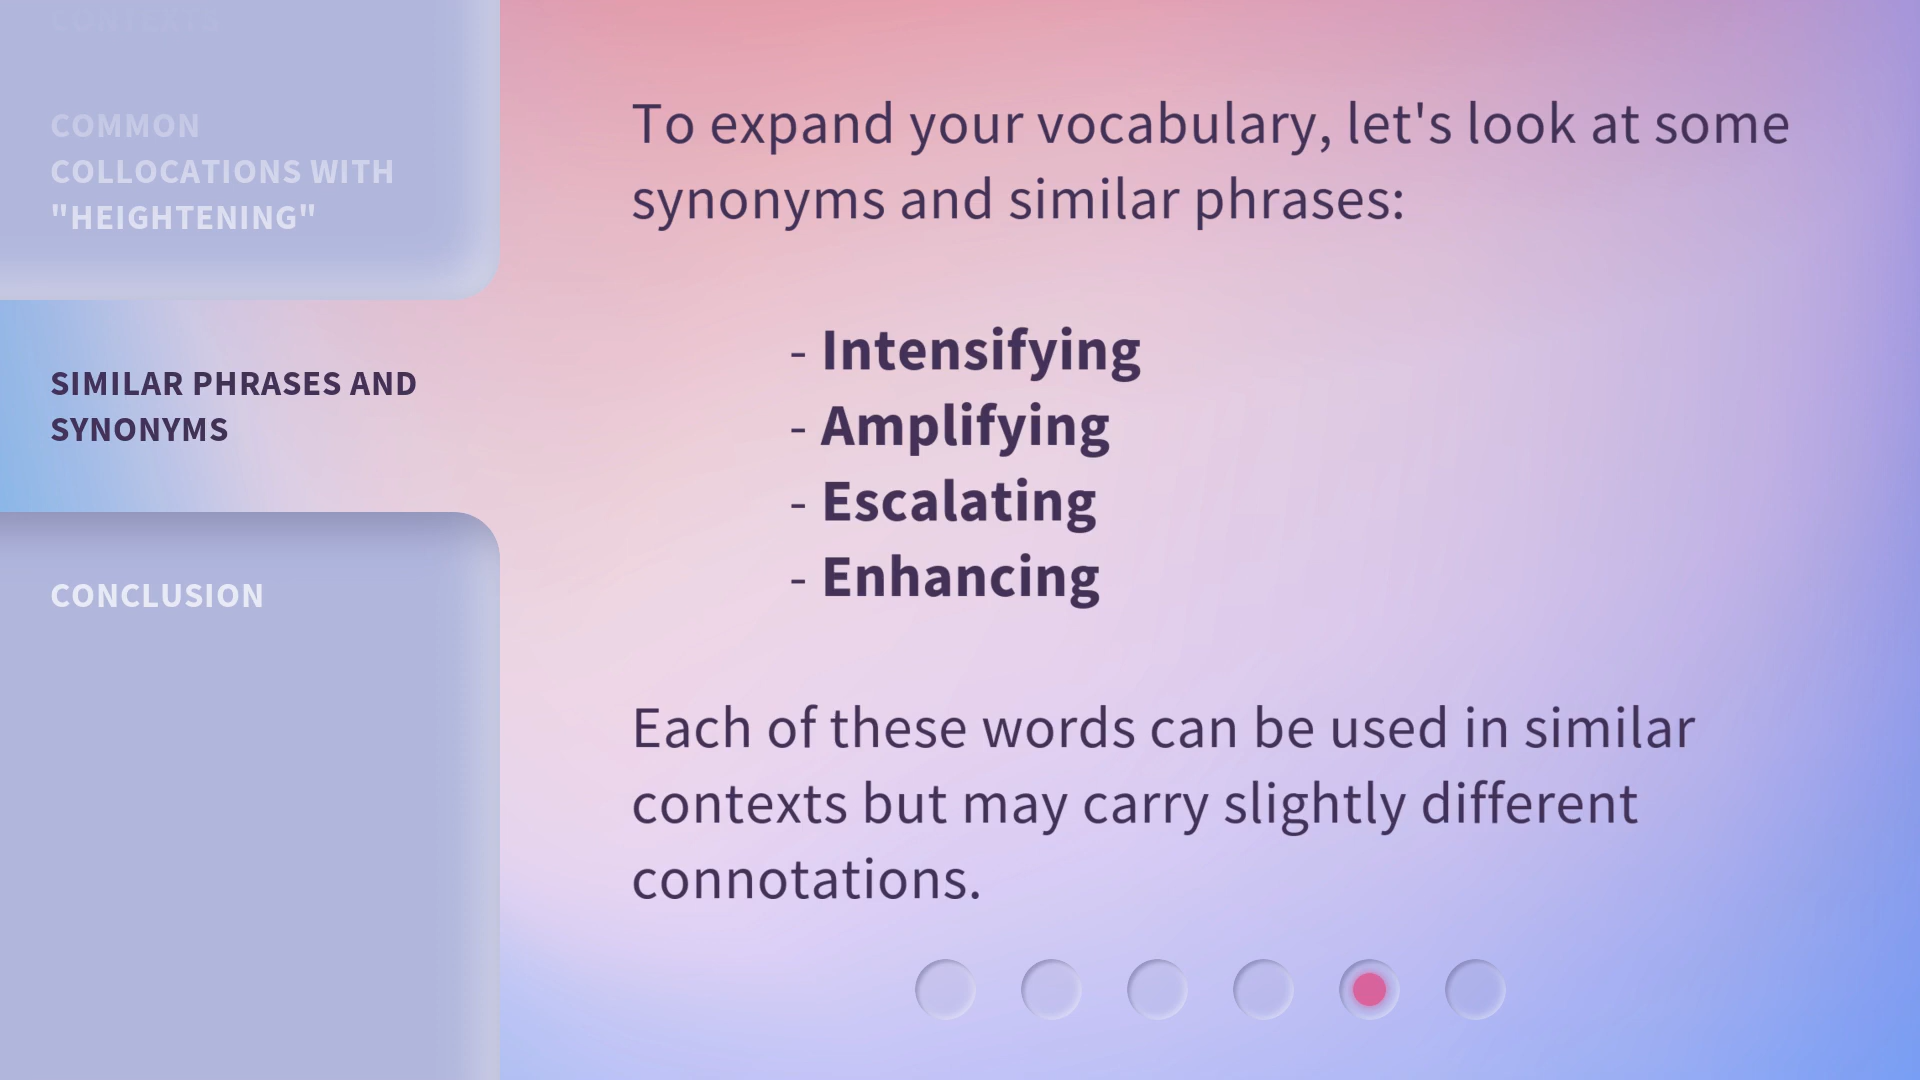 CONTENTS
COMMON
COLLOCATIONS WITH
"HEIGHTENING"
SIMILAR PHRASES AND
SYNONYMS
CONCLUSION
To expand your vocabulary, let's look at some
synonyms and similar phrases:
- Intensifying
- Amplifying
- Escalating
- Enhancing
Each of these words can be used in similar
contexts but may carry slightly different
connotations.